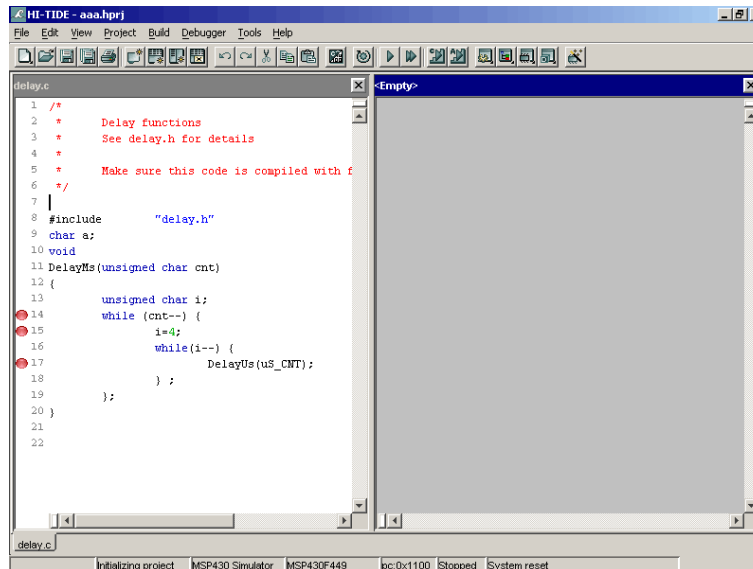 HI-TIDE - aaa.hprj
File Edit View Project Build Debugger Tools Help
delay.c
<Empty>
1 /*
2 * Delay functions
3 * See delay.h for details
4 *
5 * Make sure this code is compiled with f
6 */
7
8 #include "delay.h"
9 char a;
10 void
11 DelayMs(unsigned char cnt)
12 {
13 unsigned char i;
14 while (cnt--) {
15 i=4;
16 while(i--) {
17 DelayUs(uS_CNT);
18 } ;
19 };
20 }
21
22
delay.c
Initializing project MSP430 Simulator MSP430F449 pc:0x1100 Stopped System reset